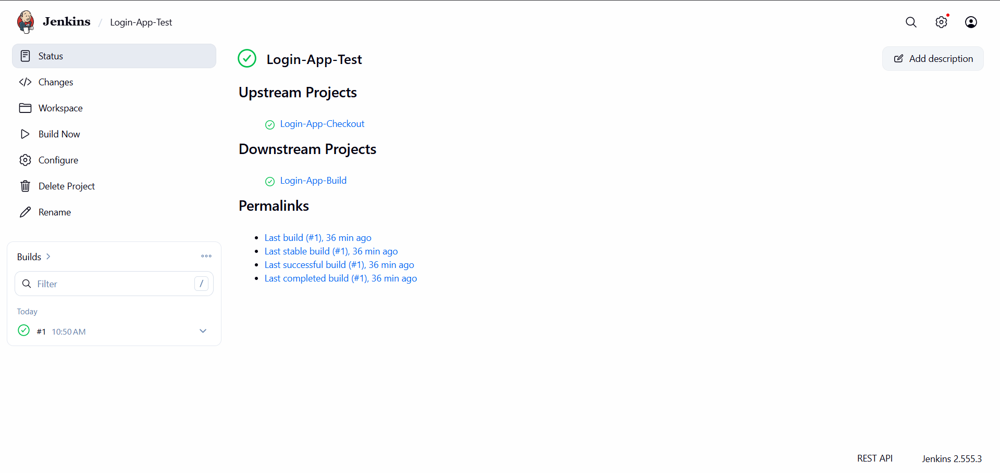 Jenkins / Login-App-Test
Status
Changes
Workspace
Build Now
Configure
Delete Project
Rename
Builds
Filter /
Today
#1 10:50 AM
Login-App-Test
Add description
Upstream Projects
Login-App-Checkout
Downstream Projects
Login-App-Build
Permalinks
Last build (#1), 36 min ago
Last stable build (#1), 36 min ago
Last successful build (#1), 36 min ago
Last completed build (#1), 36 min ago
REST API Jenkins 2.555.3